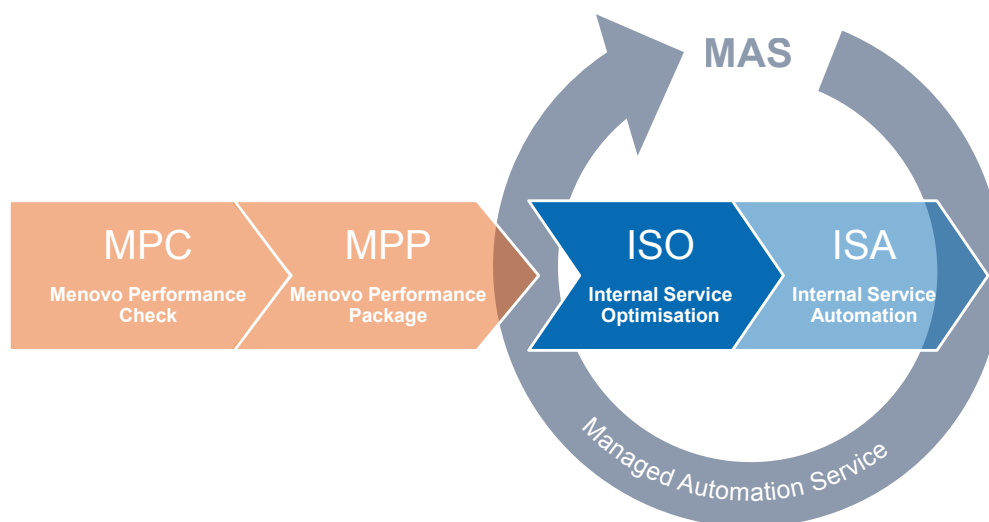 MAS
MPC
Menovo Performance
Check
MPP
Menovo Performance
Package
ISO
Internal Service
Optimisation
ISA
Internal Service
Automation
Managed Automation Service